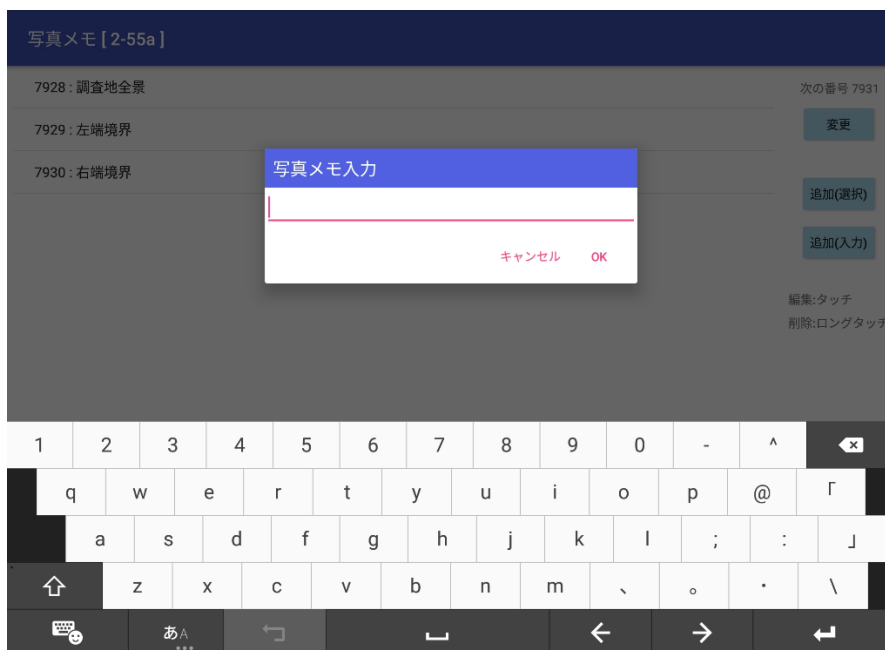 写真メモ [ 2-55a ]
7928 : 調査地全景
7929 : 左端境界
7930 : 右端境界
次の番号 7931
変更
追加(選択)
追加(入力)
編集:タッチ
削除:ロングタッチ
写真メモ入力
キャンセル OK
1 2 3 4 5 6 7 8 9 0 - ^
q w e r t y u i o p @ 「
a s d f g h j k l ; : 」
z x c v b n m 、 。 ・ \
あA